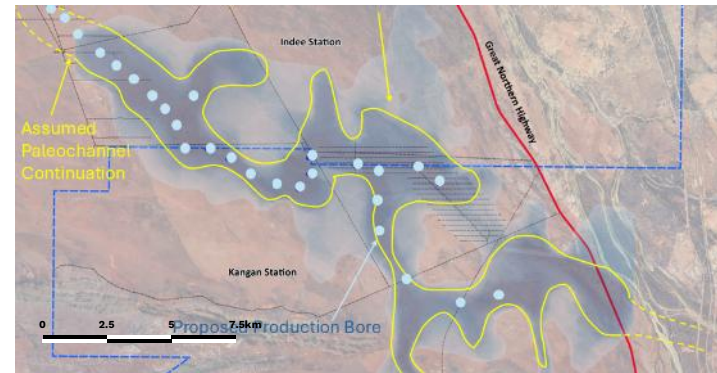 Indee Station
Great Northern Highway
Assumed
Paleochannel
Continuation
Kangan Station
0 2.5 5 7.5km
Proposed Production Bore